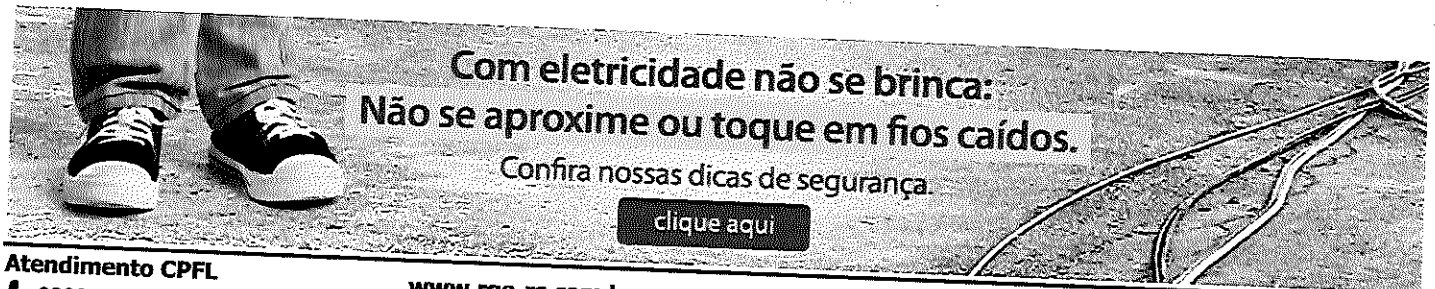 Com eletricidade não se brinca:
Não se aproxime ou toque em fios caídos.
Confira nossas dicas de segurança.
clique aqui
Atendimento CPFL